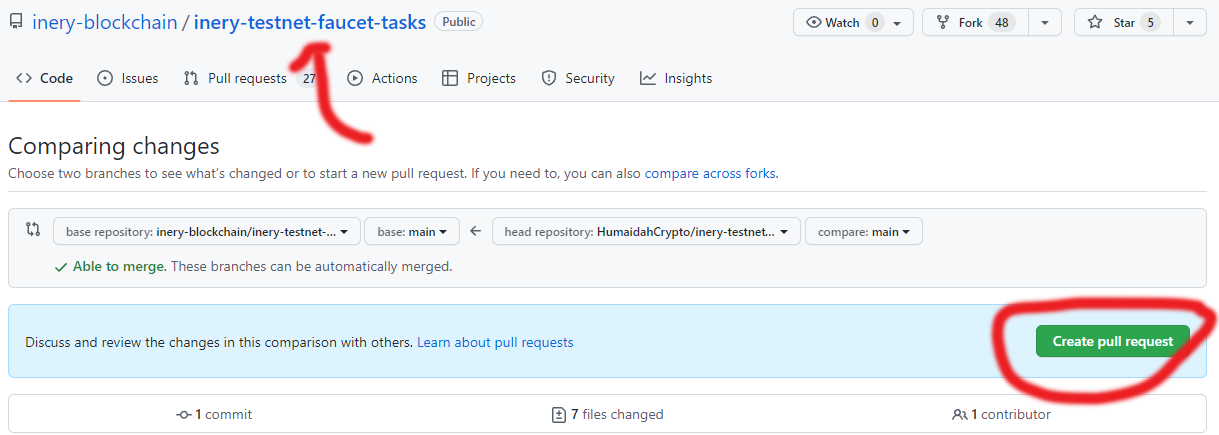 inery-blockchain / inery-testnet-faucet-tasks Public Watch 0 Fork 48 Star 5
Code Issues Pull requests 27 Actions Projects Security Insights
Comparing changes
Choose two branches to see what's changed or to start a new pull request. If you need to, you can also compare across forks.
base repository: inery-blockchain/inery-testnet-... base: main ← head repository: HumaidahCrypto/inery-testnet... compare: main
Able to merge. These branches can be automatically merged.
Discuss and review the changes in this comparison with others. Learn about pull requests Create pull request
1 commit 7 files changed 1 contributor